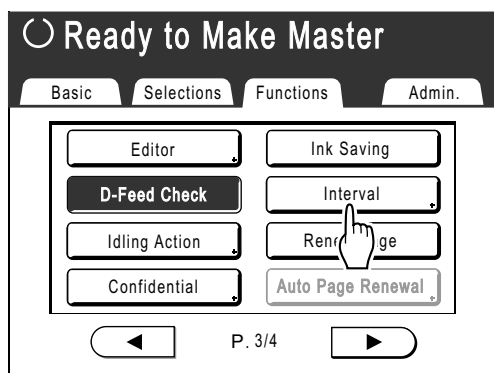 Ready to Make Master
Basic Selections Functions Admin.
Editor Ink Saving
D-Feed Check Interval
Idling Action
Confidential Auto Page Renewal
P. 3/4